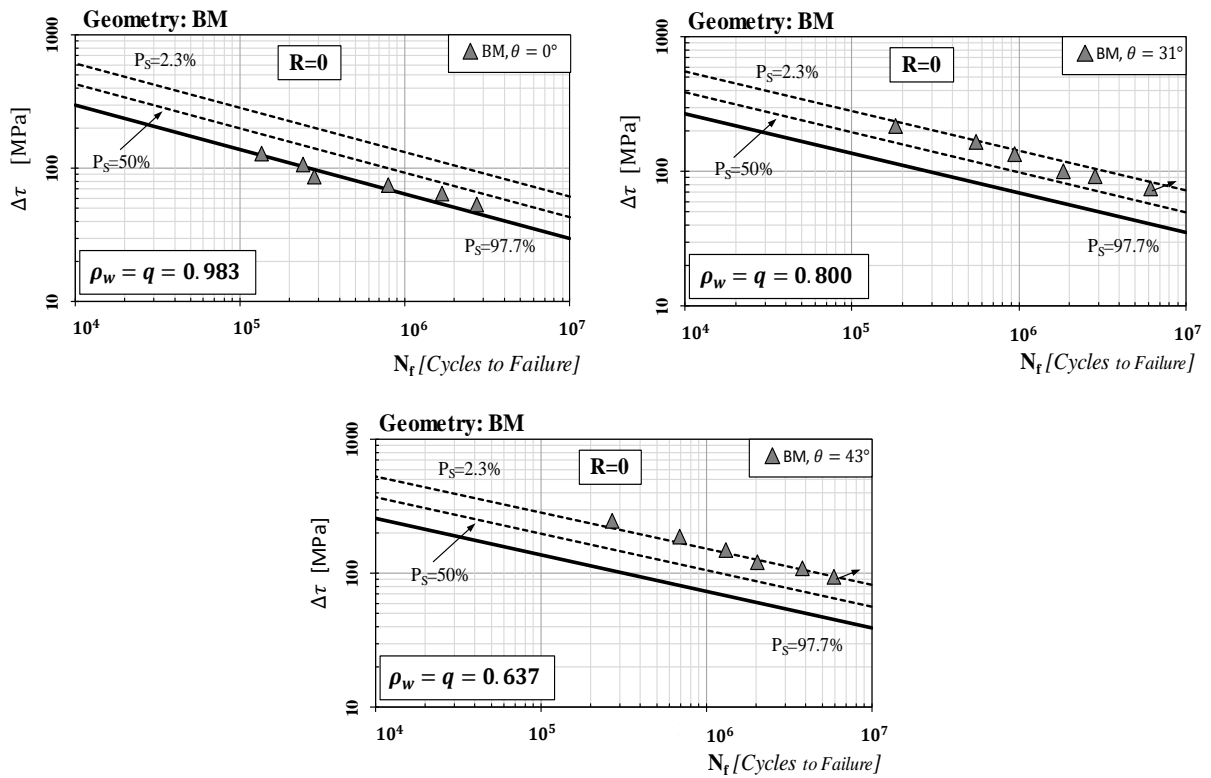 Geometry: BM
1000
100
10
Δτ [MPa]
P_S=2.3%
R=0
BM, θ = 0°
P_S=50%
P_S=97.7%
ρ_w = q = 0.983
10^4
10^5
10^6
10^7
N_f [Cycles to Failure]
Geometry: BM
1000
100
10
Δτ [MPa]
P_S=2.3%
R=0
BM, θ = 31°
P_S=50%
P_S=97.7%
ρ_w = q = 0.800
10^4
10^5
10^6
10^7
N_f [Cycles to Failure]
Geometry: BM
1000
100
10
Δτ [MPa]
P_S=2.3%
R=0
BM, θ = 43°
P_S=50%
P_S=97.7%
ρ_w = q = 0.637
10^4
10^5
10^6
10^7
N_f [Cycles to Failure]